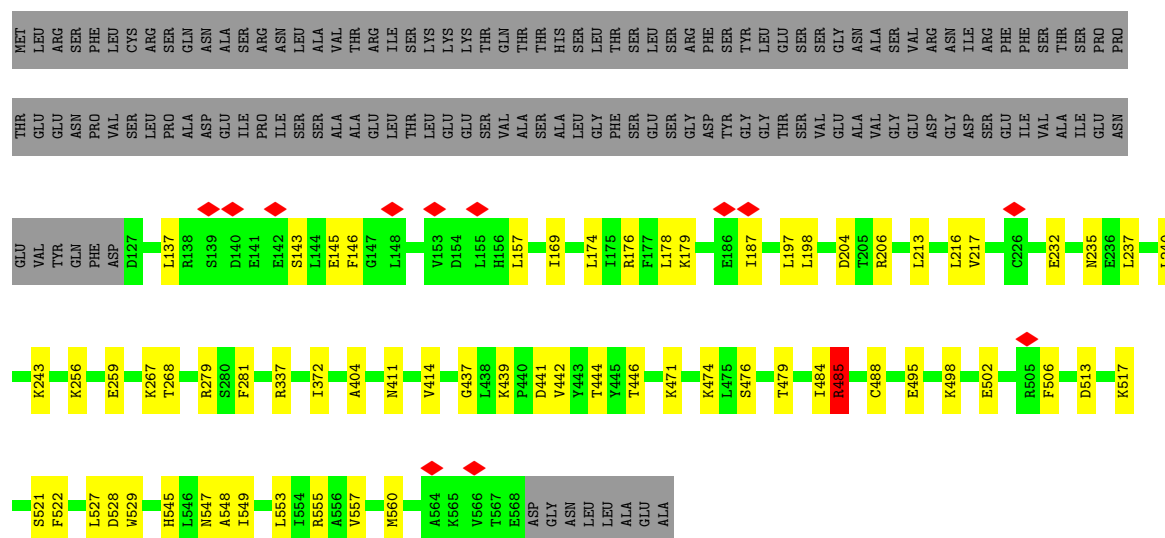 MET LEU ARG SER PHE LEU CYS ARG SER GLN ASN ALA SER ARG ASN LEU ALA VAL THR ARG ILE SER LYS LYS LYS THR GLN THR THR HIS SER LEU THR SER LEU SER ARG PHE SER TYR LEU GLU SER SER GLY ASN ALA SER VAL ARG ASN ILE ARG PHE PHE SER THR SER PRO PRO
THR GLU GLU ASN PRO VAL SER LEU PRO ALA ASP GLU ILE PRO ILE SER SER ALA ALA GLU LEU THR LEU GLU GLU SER VAL ALA SER ALA LEU GLY PHE SER GLU SER GLY ASP TYR GLY GLY THR SER VAL GLU ALA VAL GLY GLU ASP GLY ASP SER GLU ILE VAL ALA ILE GLU ASN
GLU VAL TYR GLN PHE ASP D127 L137 R138 S139 D140 E141 E142 S143 L144 E145 F146 G147 L148 V153 D154 L155 H156 L157 I169 L174 I175 R176 F177 L178 K179 E186 I187 L197 L198 D204 T205 R206 L213 L216 V217 C226 E232 N235 E236 L237
K243 K256 E259 K267 T268 R279 S280 F281 R337 I372 A404 N411 V414 G437 L438 K439 P440 D441 V442 Y443 T444 Y445 T446 K471 K474 L475 S476 T479 I484 R485 C488 E495 K498 E502 R505 F506 D513 K517
S521 F522 L527 D528 W529 H545 L546 N547 A548 I549 L553 I554 R555 A556 V557 M560 A564 K565 V566 T567 E568 ASP GLY ASN LEU LEU ALA GLU ALA